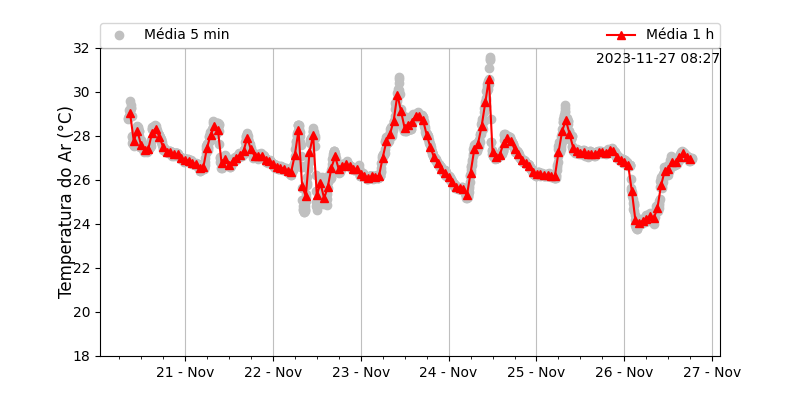 Média 5 min
Média 1 h
2023-11-27 08:27
Temperatura do Ar (°C)
32
30
28
26
24
22
20
18
21 - Nov
22 - Nov
23 - Nov
24 - Nov
25 - Nov
26 - Nov
27 - Nov